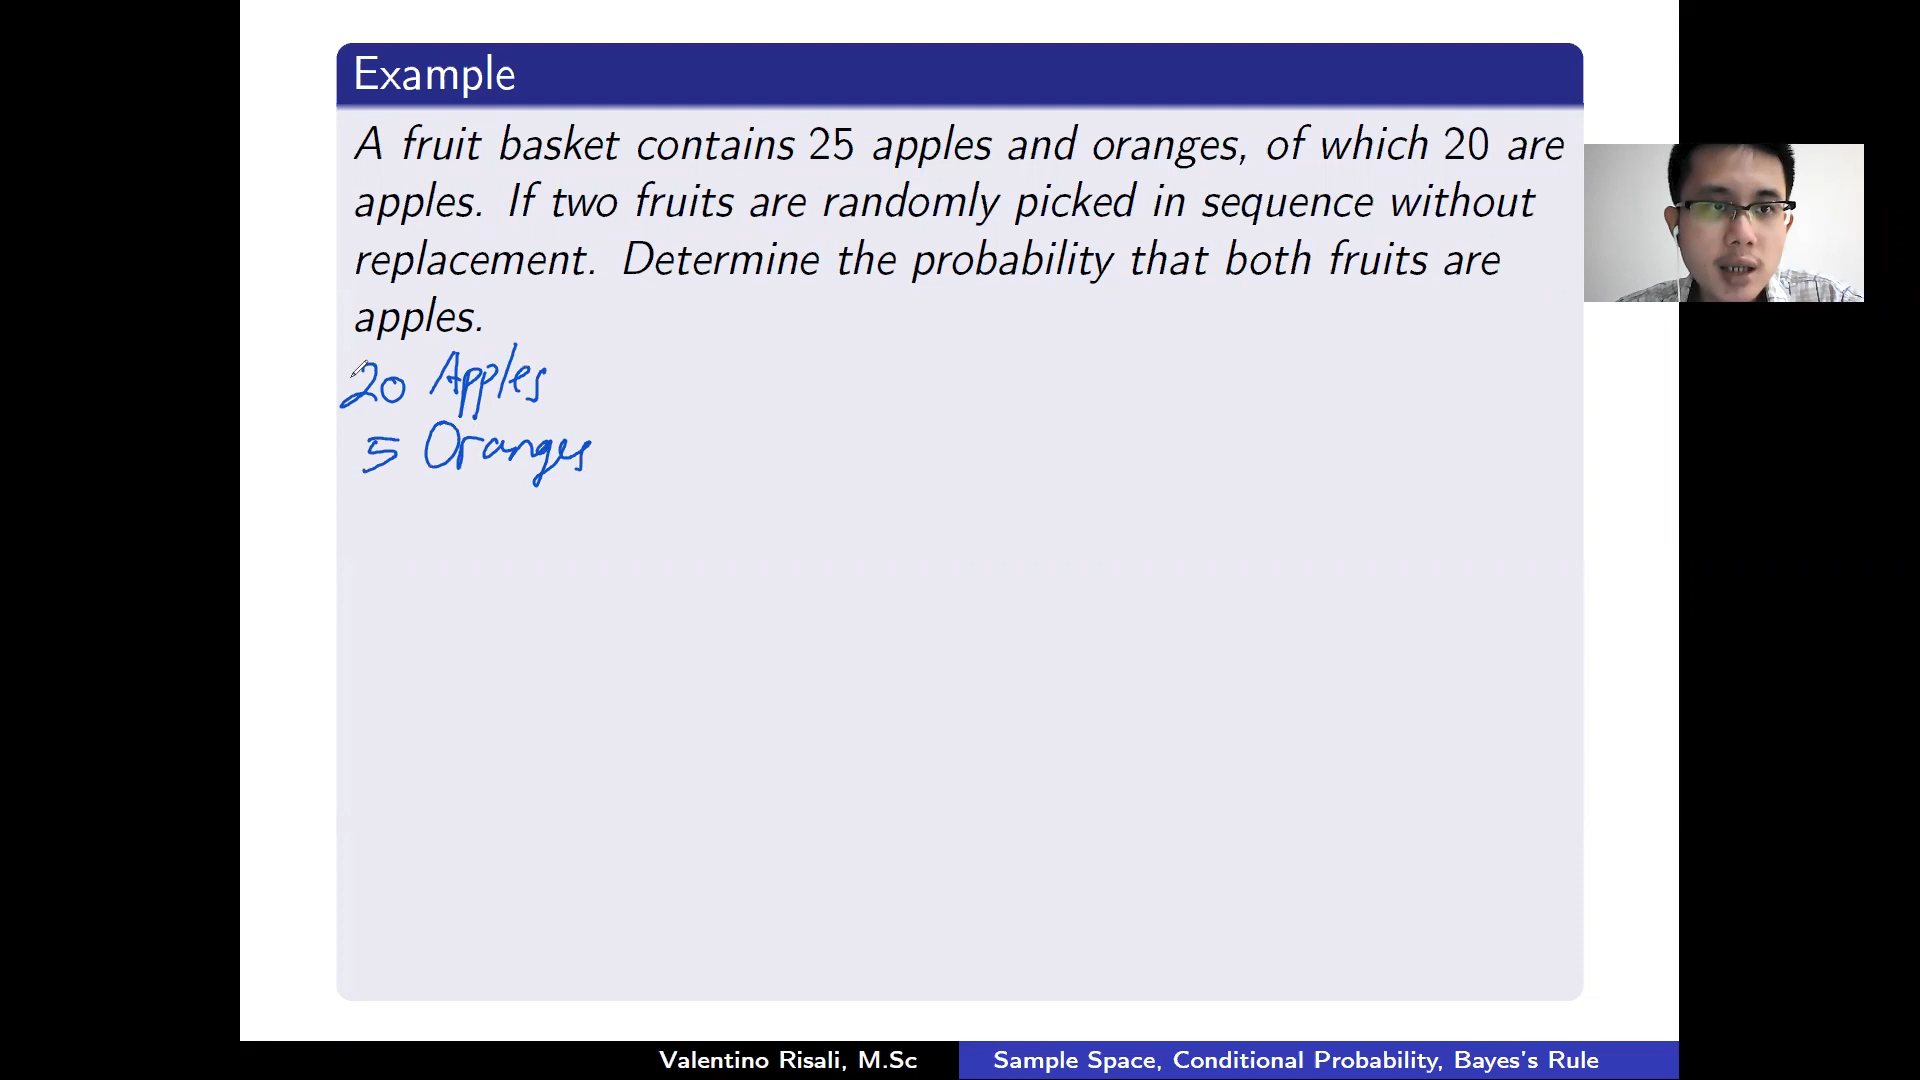 Example
A fruit basket contains 25 apples and oranges, of which 20 are
apples. If two fruits are randomly picked in sequence without
replacement. Determine the probability that both fruits are
apples.
20 Apples
5 Oranges
Valentino Risali, M.Sc
Sample Space, Conditional Probability, Bayes's Rule